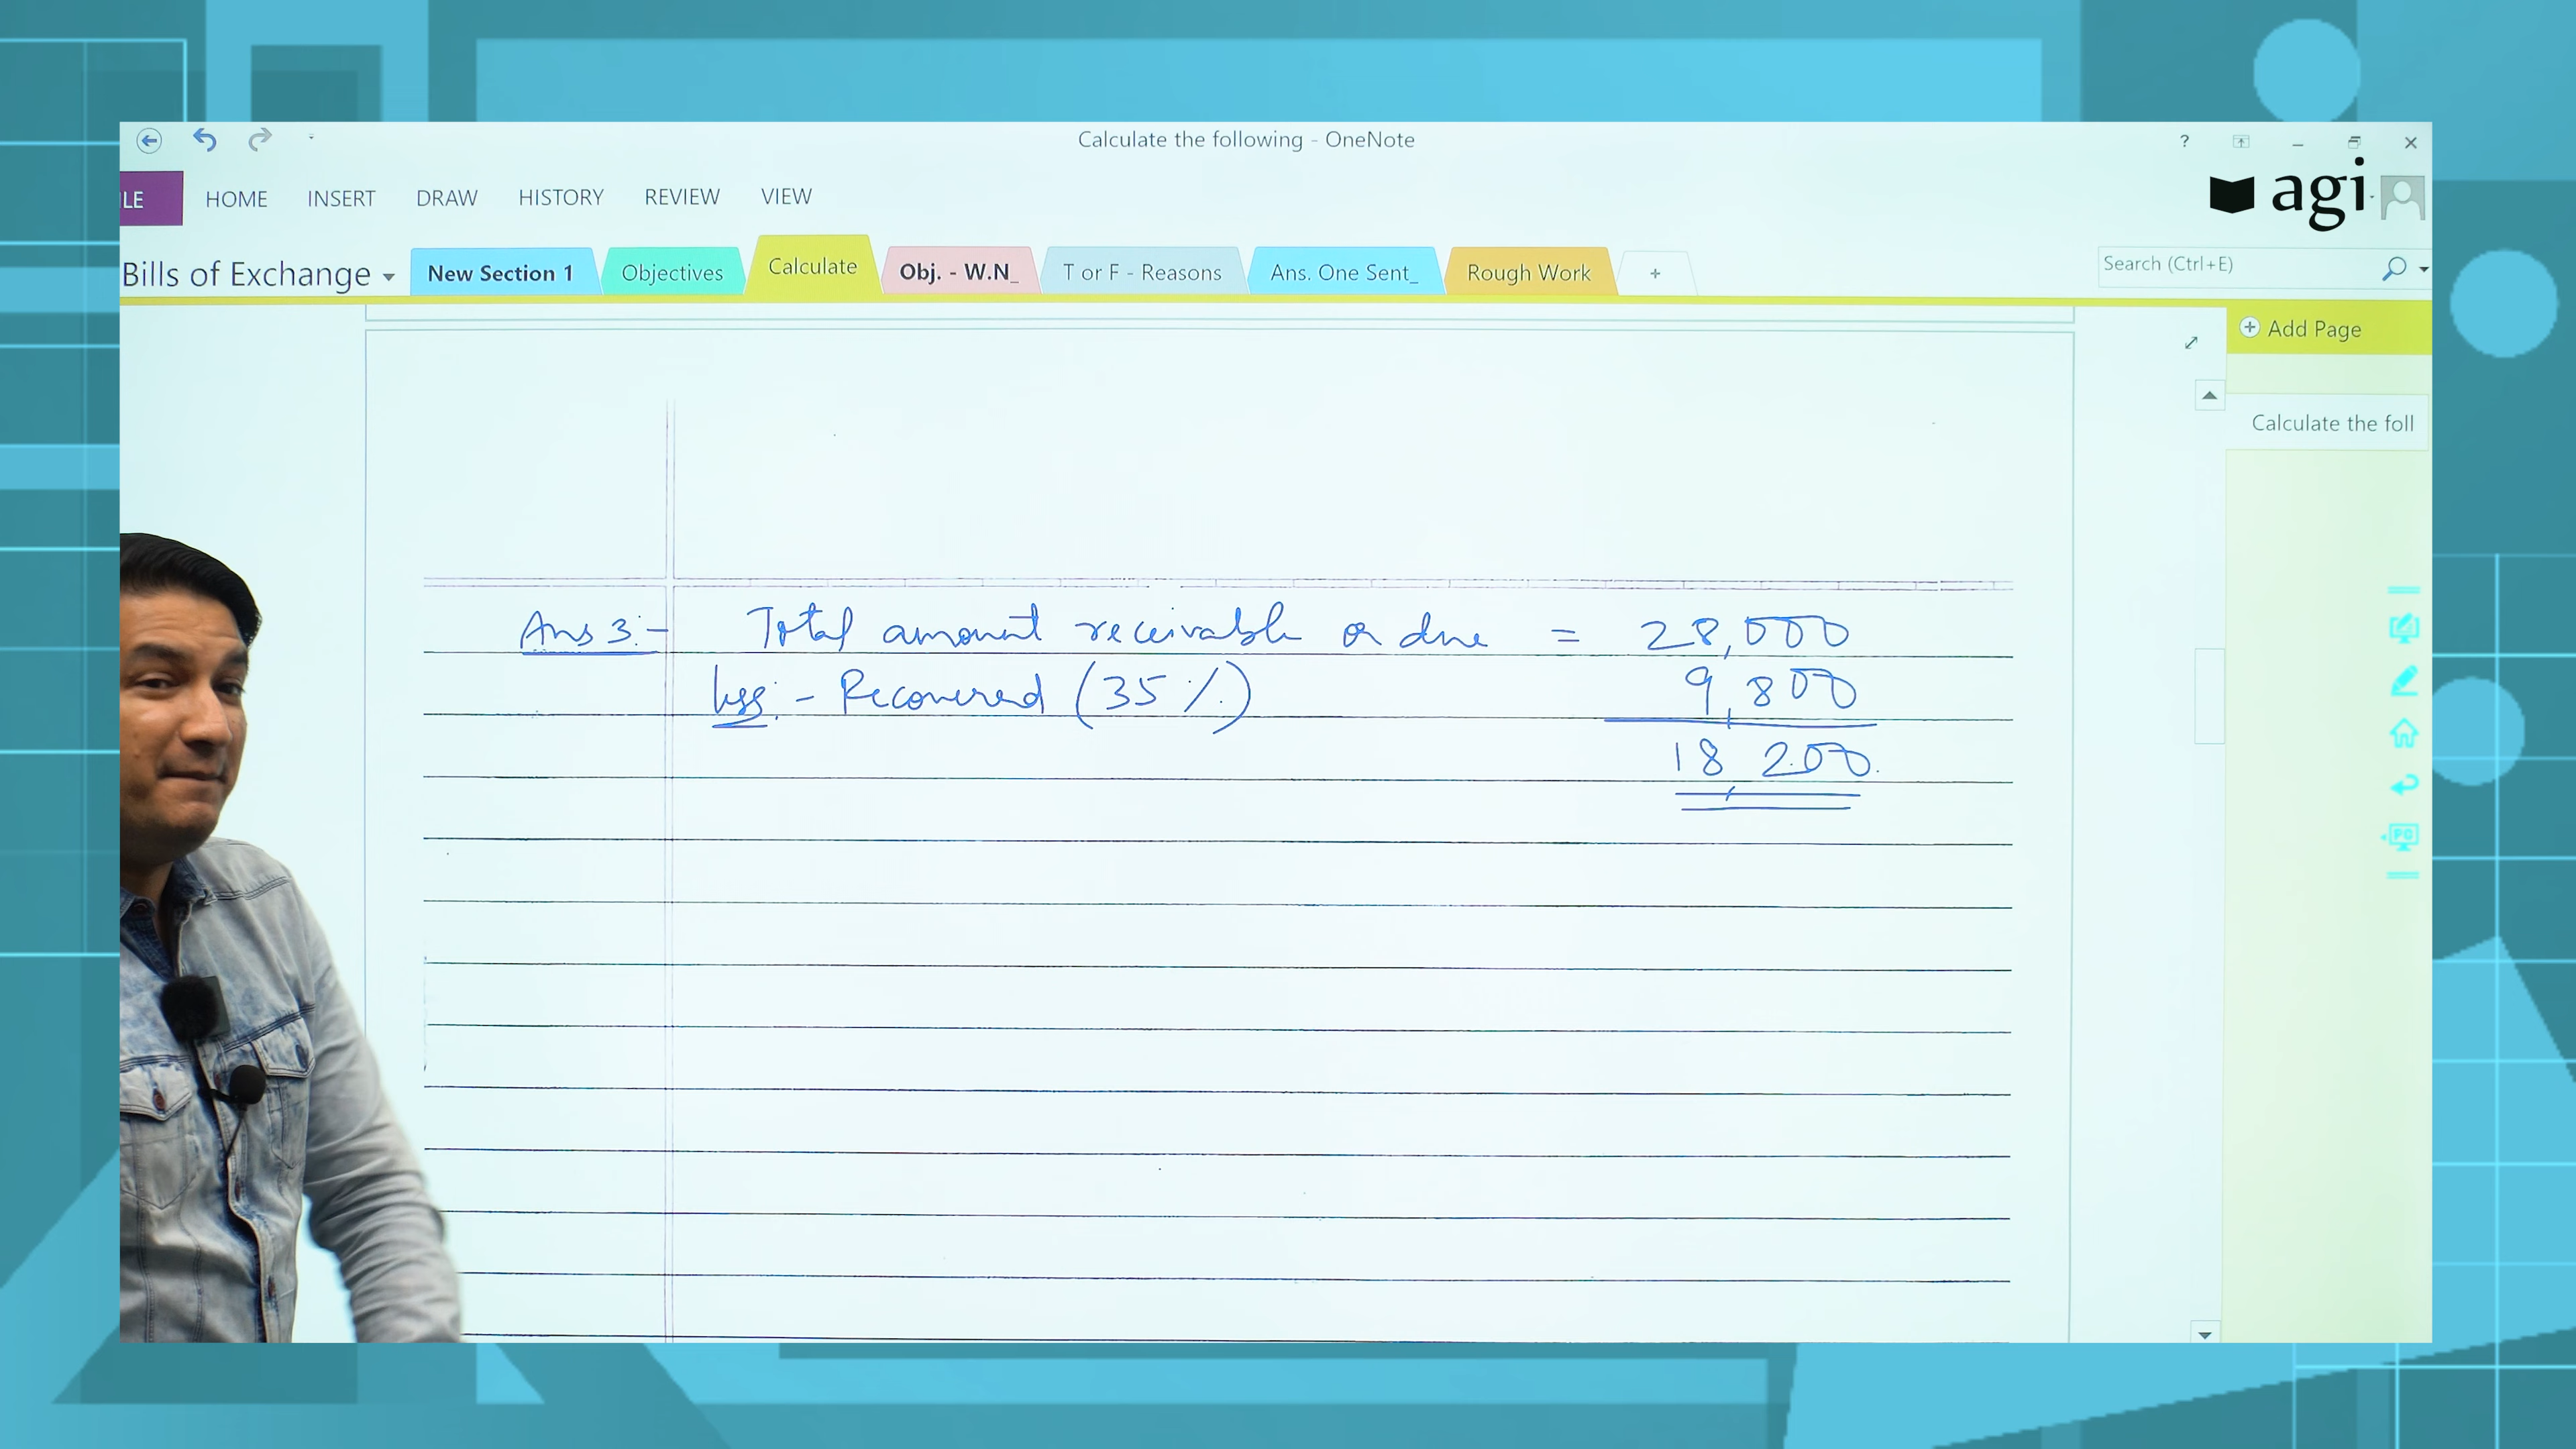 Calculate the following - OneNote
?
agi
LE HOME INSERT DRAW HISTORY REVIEW VIEW
Bills of Exchange New Section 1 Objectives Calculate Obj. - W.N_ T or F - Reasons Ans. One Sent_ Rough Work +
Search (Ctrl+E)
Add Page
Calculate the foll
Ans 3:- Total amount receivable or due = 28,000
less:- Recovered (35%) 9,800
18,200.
PC